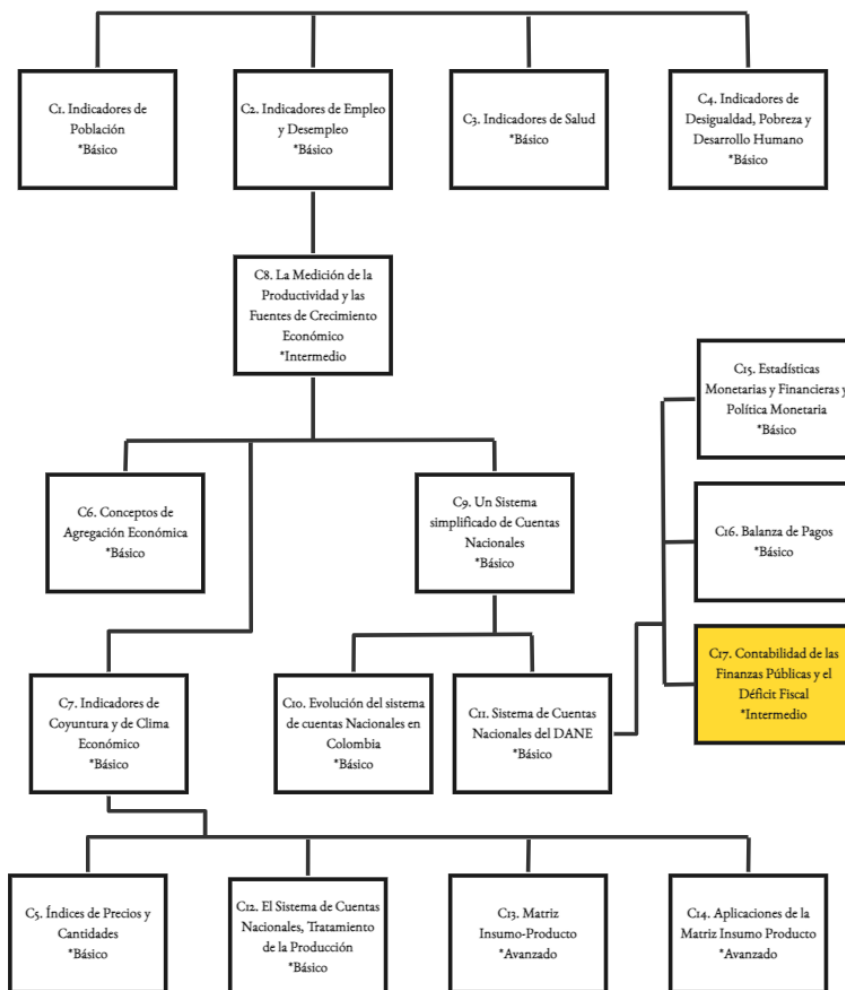 C1. Indicadores de
Población
*Básico
C2. Indicadores de Empleo
y Desempleo
*Básico
C3. Indicadores de Salud
*Básico
C4. Indicadores de
Desigualdad, Pobreza y
Desarrollo Humano
*Básico
C8. La Medición de la
Productividad y las
Fuentes de Crecimiento
Económico
*Intermedio
C15. Estadísticas
Monetarias y Financieras y
Política Monetaria
*Básico
C6. Conceptos de
Agregación Económica
*Básico
C9. Un Sistema
simplificado de Cuentas
Nacionales
*Básico
C16. Balanza de Pagos
*Básico
C7. Indicadores de
Coyuntura y de Clima
Económico
*Básico
C10. Evolución del sistema
de cuentas Nacionales en
Colombia
*Básico
C11. Sistema de Cuentas
Nacionales del DANE
*Básico
C17. Contabilidad de las
Finanzas Públicas y el
Déficit Fiscal
*Intermedio
C5. Índices de Precios y
Cantidades
*Básico
C12. El Sistema de Cuentas
Nacionales, Tratamiento
de la Producción
*Básico
C13. Matriz
Insumo-Producto
*Avanzado
C14. Aplicaciones de la
Matriz Insumo Producto
*Avanzado